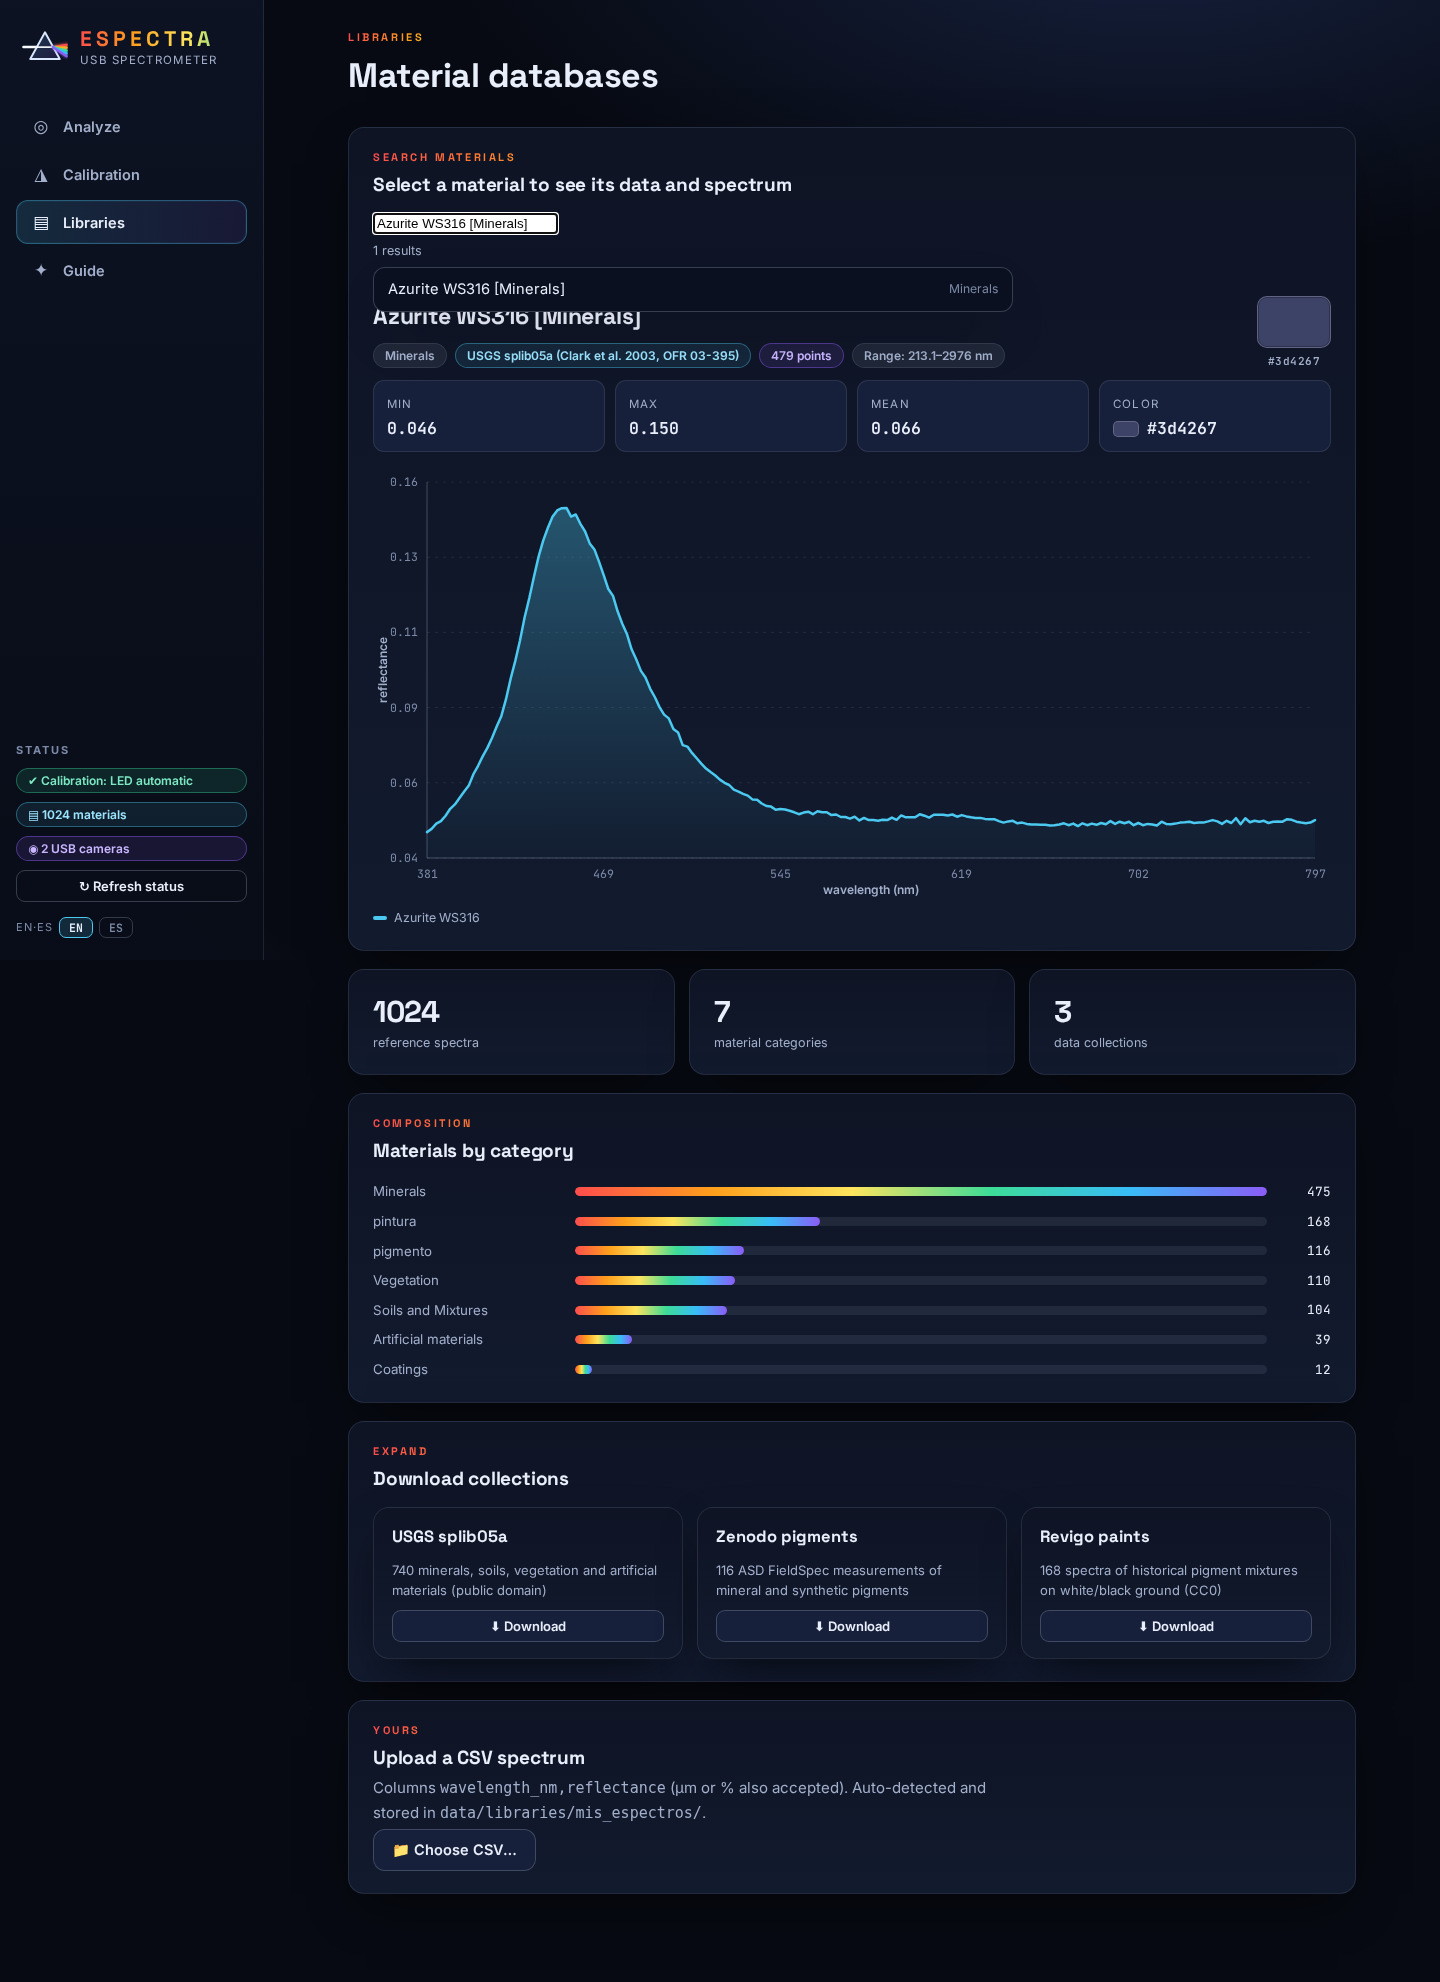 ESPECTRA
USB SPECTROMETER
Analyze
Calibration
Libraries
Guide
STATUS
✔ Calibration: LED automatic
1024 materials
2 USB cameras
↻ Refresh status
EN·ES EN ES
LIBRARIES
Material databases
SEARCH MATERIALS
Select a material to see its data and spectrum
Azurite WS316 [Minerals]
1 results
Azurite WS316 [Minerals] Minerals
Azurite WS316 [Minerals]
Minerals USGS splib05a (Clark et al. 2003, OFR 03-395) 479 points Range: 213.1–2976 nm
#3d4267
MIN MAX MEAN COLOR
0.046 0.150 0.066 #3d4267
0.16
0.13
0.11
0.09
0.06
0.04
reflectance
381 469 545 619 702 797
wavelength (nm)
Azurite WS316
1024 7 3
reference spectra material categories data collections
COMPOSITION
Materials by category
Minerals 475
pintura 168
pigmento 116
Vegetation 110
Soils and Mixtures 104
Artificial materials 39
Coatings 12
EXPAND
Download collections
USGS splib05a
740 minerals, soils, vegetation and artificial
materials (public domain)
⬇ Download
Zenodo pigments
116 ASD FieldSpec measurements of
mineral and synthetic pigments
⬇ Download
Revigo paints
168 spectra of historical pigment mixtures
on white/black ground (CC0)
⬇ Download
YOURS
Upload a CSV spectrum
Columns wavelength_nm,reflectance (µm or % also accepted). Auto-detected and
stored in data/libraries/mis_espectros/.
📁 Choose CSV…